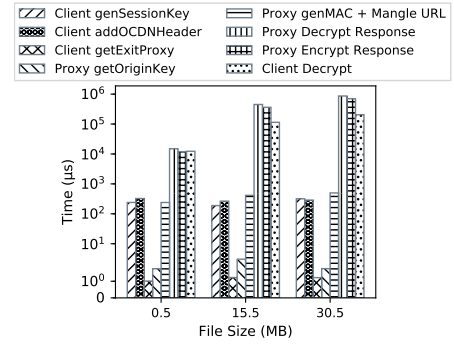 Client genSessionKey
Client addOCDNHeader
Client getExitProxy
Proxy getOriginKey
Proxy genMAC + Mangle URL
Proxy Decrypt Response
Proxy Encrypt Response
Client Decrypt
Time (μs)
10⁶
10⁵
10⁴
10³
10²
10¹
10⁰
0
0.5
15.5
30.5
File Size (MB)